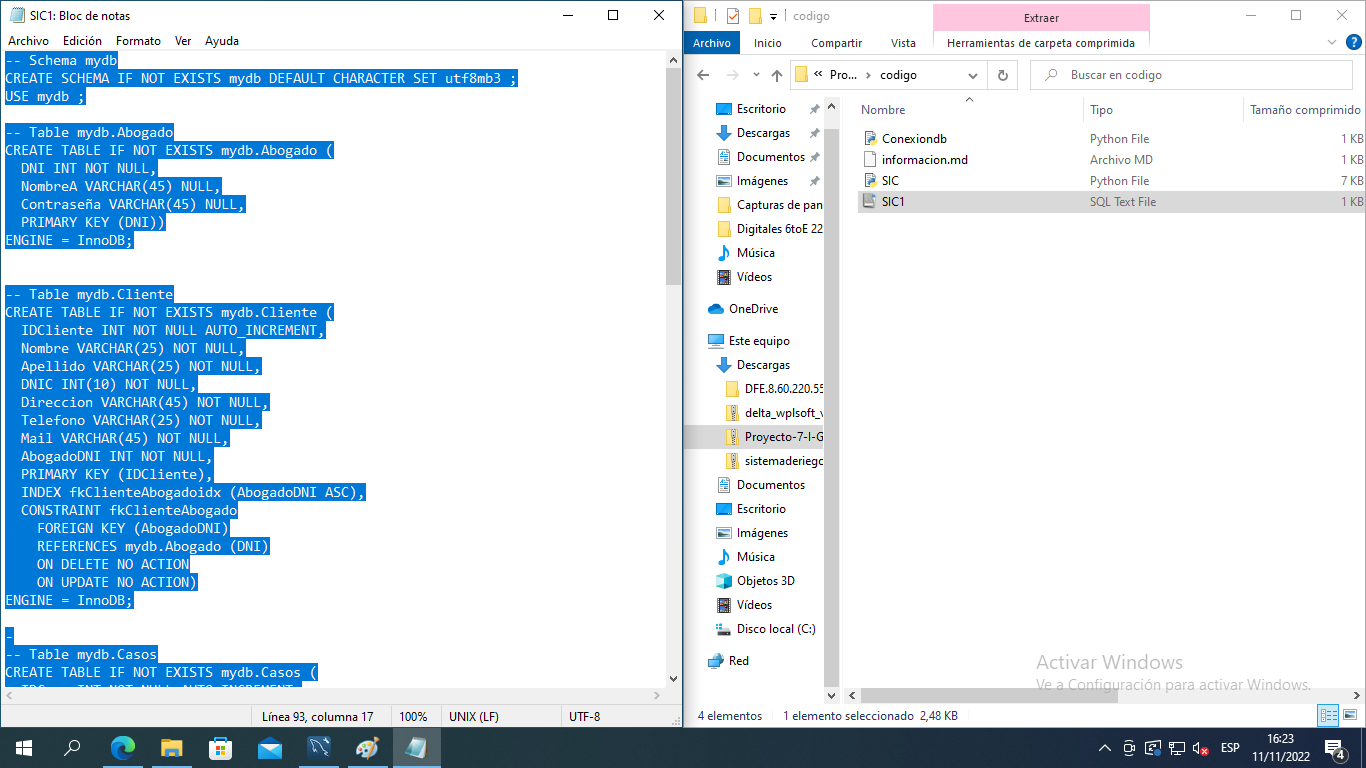 SIC1: Bloc de notas
Archivo Edición Formato Ver Ayuda
-- Schema mydb
CREATE SCHEMA IF NOT EXISTS mydb DEFAULT CHARACTER SET utf8mb3 ;
USE mydb ;
-- Table mydb.Abogado
CREATE TABLE IF NOT EXISTS mydb.Abogado (
DNI INT NOT NULL,
NombreA VARCHAR(45) NULL,
Contraseña VARCHAR(45) NULL,
PRIMARY KEY (DNI))
ENGINE = InnoDB;
-- Table mydb.Cliente
CREATE TABLE IF NOT EXISTS mydb.Cliente (
IDCliente INT NOT NULL AUTO_INCREMENT,
Nombre VARCHAR(25) NOT NULL,
Apellido VARCHAR(25) NOT NULL,
DNIC INT(10) NOT NULL,
Direccion VARCHAR(45) NOT NULL,
Telefono VARCHAR(25) NOT NULL,
Mail VARCHAR(45) NOT NULL,
AbogadoDNI INT NOT NULL,
PRIMARY KEY (IDCliente),
INDEX fkClienteAbogadoidx (AbogadoDNI ASC),
CONSTRAINT fkClienteAbogado
FOREIGN KEY (AbogadoDNI)
REFERENCES mydb.Abogado (DNI)
ON DELETE NO ACTION
ON UPDATE NO ACTION)
ENGINE = InnoDB;
-
-- Table mydb.Casos
CREATE TABLE IF NOT EXISTS mydb.Casos (
Línea 93, columna 17 100% UNIX (LF) UTF-8
codigo
Extraer
Archivo Inicio Compartir Vista Herramientas de carpeta comprimida
« Pro... › codigo
Buscar en codigo
Escritorio
Descargas
Documentos
Imágenes
Capturas de pan
Digitales 6toE 22
Música
Vídeos
OneDrive
Este equipo
Descargas
DFE.8.60.220.55
delta_wplsoft_v
Proyecto-7-I-G
sistemaderiego
Documentos
Escritorio
Imágenes
Música
Objetos 3D
Vídeos
Disco local (C:)
Red
Nombre Tipo Tamaño comprimido
Conexiondb Python File 1 KB
informacion.md Archivo MD 1 KB
SIC Python File 7 KB
SIC1 SQL Text File 1 KB
Activar Windows
Ve a Configuración para activar Windows.
4 elementos 1 elemento seleccionado 2,48 KB
ESP
16:23
11/11/2022
4